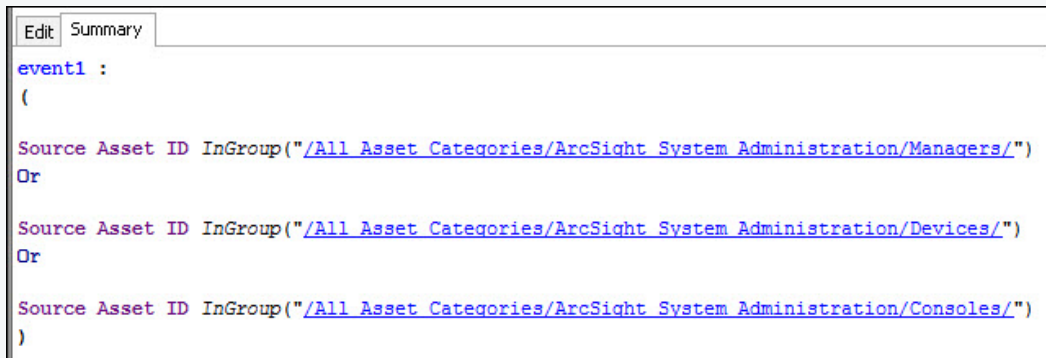 Edit Summary
event1 :
(
Source Asset ID InGroup("/All Asset Categories/ArcSight System Administration/Managers/")
Or
Source Asset ID InGroup("/All Asset Categories/ArcSight System Administration/Devices/")
Or
Source Asset ID InGroup("/All Asset Categories/ArcSight System Administration/Consoles/")
)